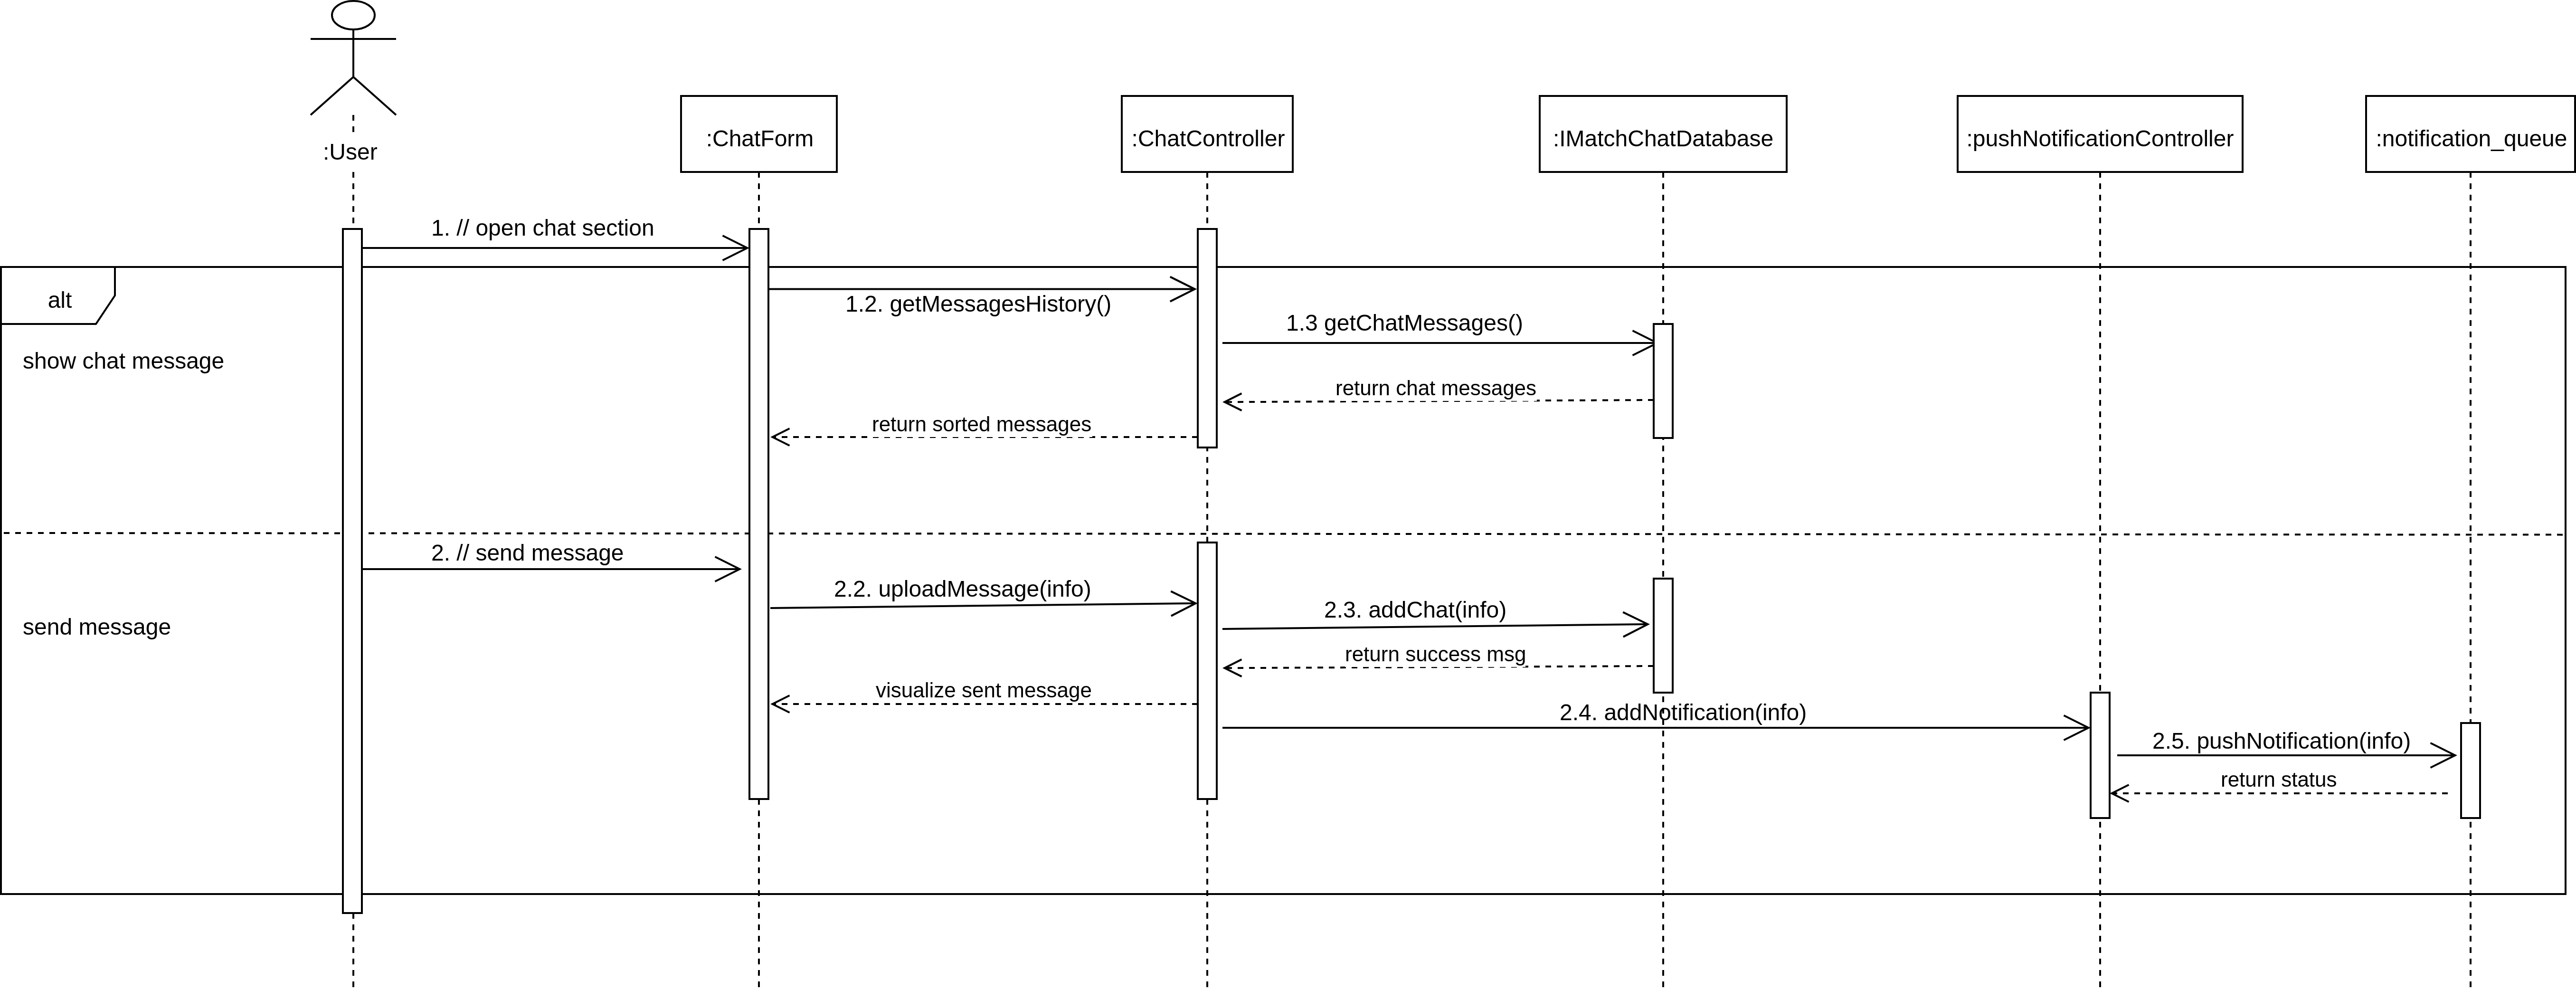 :User
:ChatForm
:ChatController
:IMatchChatDatabase
:pushNotificationController
:notification_queue
1. // open chat section
alt
1.2. getMessagesHistory()
1.3 getChatMessages()
show chat message
return chat messages
return sorted messages
2. // send message
2.2. uploadMessage(info)
2.3. addChat(info)
send message
return success msg
visualize sent message
2.4. addNotification(info)
2.5. pushNotification(info)
return status